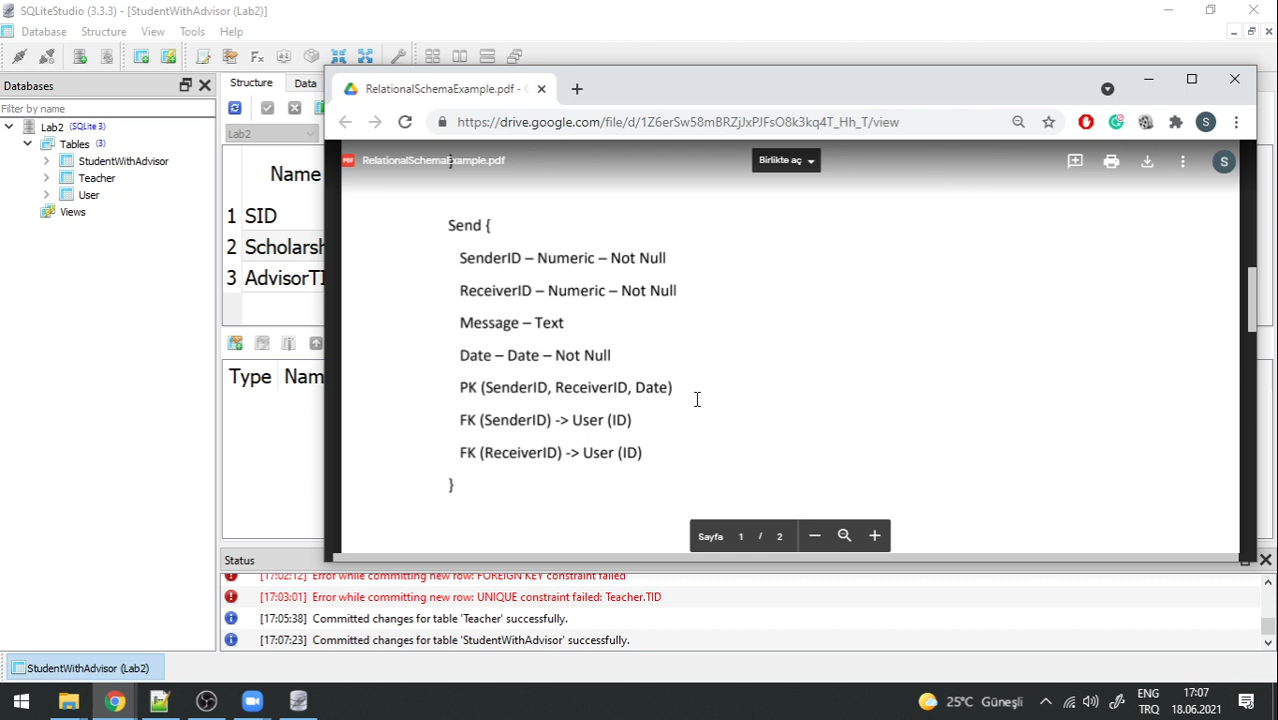 SQLiteStudio (3.3.3) - [StudentWithAdvisor (Lab2)]
Database Structure View Tools Help
Databases
Filter by name
Lab2 (SQLite 3)
Tables
StudentWithAdvisor
Teacher
User
Views
Structure Data
Lab2
Name
1 SID
2 Scholarsh
3 AdvisorTI
Type Nam
RelationalSchemaExample.pdf - G
https://drive.google.com/file/d/1Z6erSw58mBRZjJxPJFsO8k3kq4T_Hh_T/view
S
RelationalSchemaExample.pdf
Birlikte aç
S
}
Send {
SenderID – Numeric – Not Null
ReceiverID – Numeric – Not Null
Message – Text
Date – Date – Not Null
PK (SenderID, ReceiverID, Date)
FK (SenderID) -> User (ID)
FK (ReceiverID) -> User (ID)
}
Sayfa 1 / 2
Status
[17:02:12] Error while committing new row: FOREIGN KEY constraint failed
[17:03:01] Error while committing new row: UNIQUE constraint failed: Teacher.TID
[17:05:38] Committed changes for table 'Teacher' successfully.
[17:07:23] Committed changes for table 'StudentWithAdvisor' successfully.
StudentWithAdvisor (Lab2)
25°C Güneşli
ENG
TRQ
17:07
18.06.2021